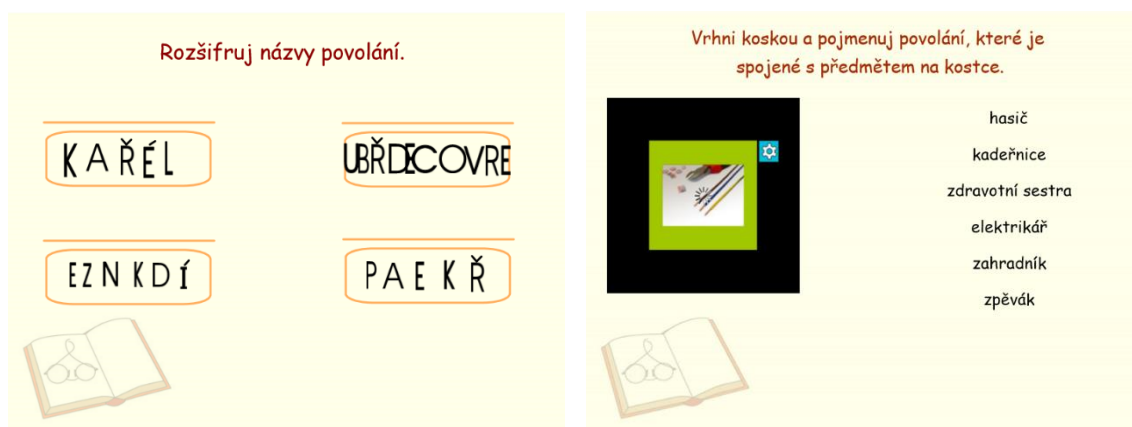 Rozšifruj názvy povolání.
KAŘÉL
UBŘDECOVRE
EZNKDÍ
PAEKŘ
Vrhni koskou a pojmenuj povolání, které je
spojené s předmětem na kostce.
hasič
kadeřnice
zdravotní sestra
elektrikář
zahradník
zpěvák